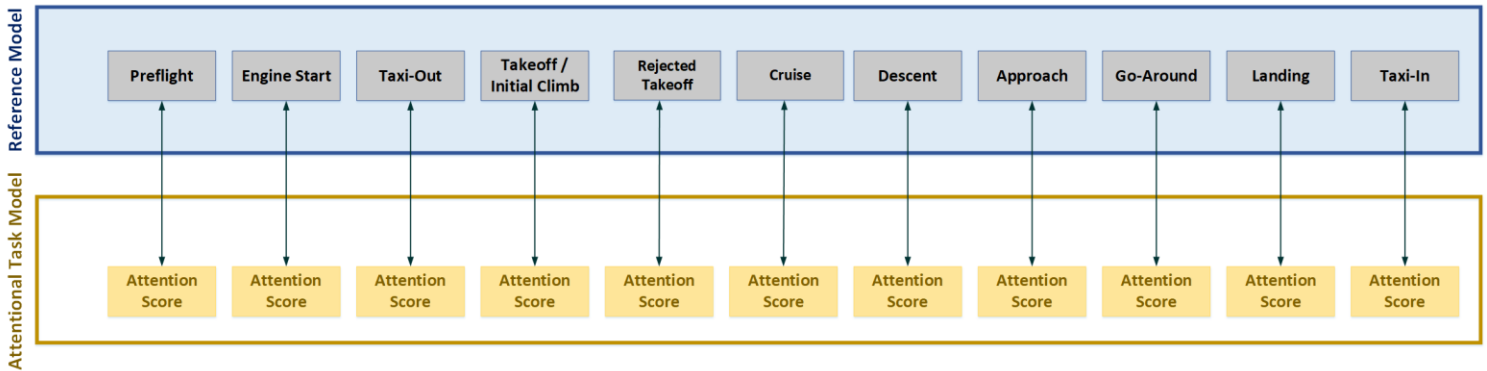 Reference Model
Preflight
Engine Start
Taxi-Out
Takeoff /
Initial Climb
Rejected
Takeoff
Cruise
Descent
Approach
Go-Around
Landing
Taxi-In
Attentional Task Model
Attention
Score
Attention
Score
Attention
Score
Attention
Score
Attention
Score
Attention
Score
Attention
Score
Attention
Score
Attention
Score
Attention
Score
Attention
Score